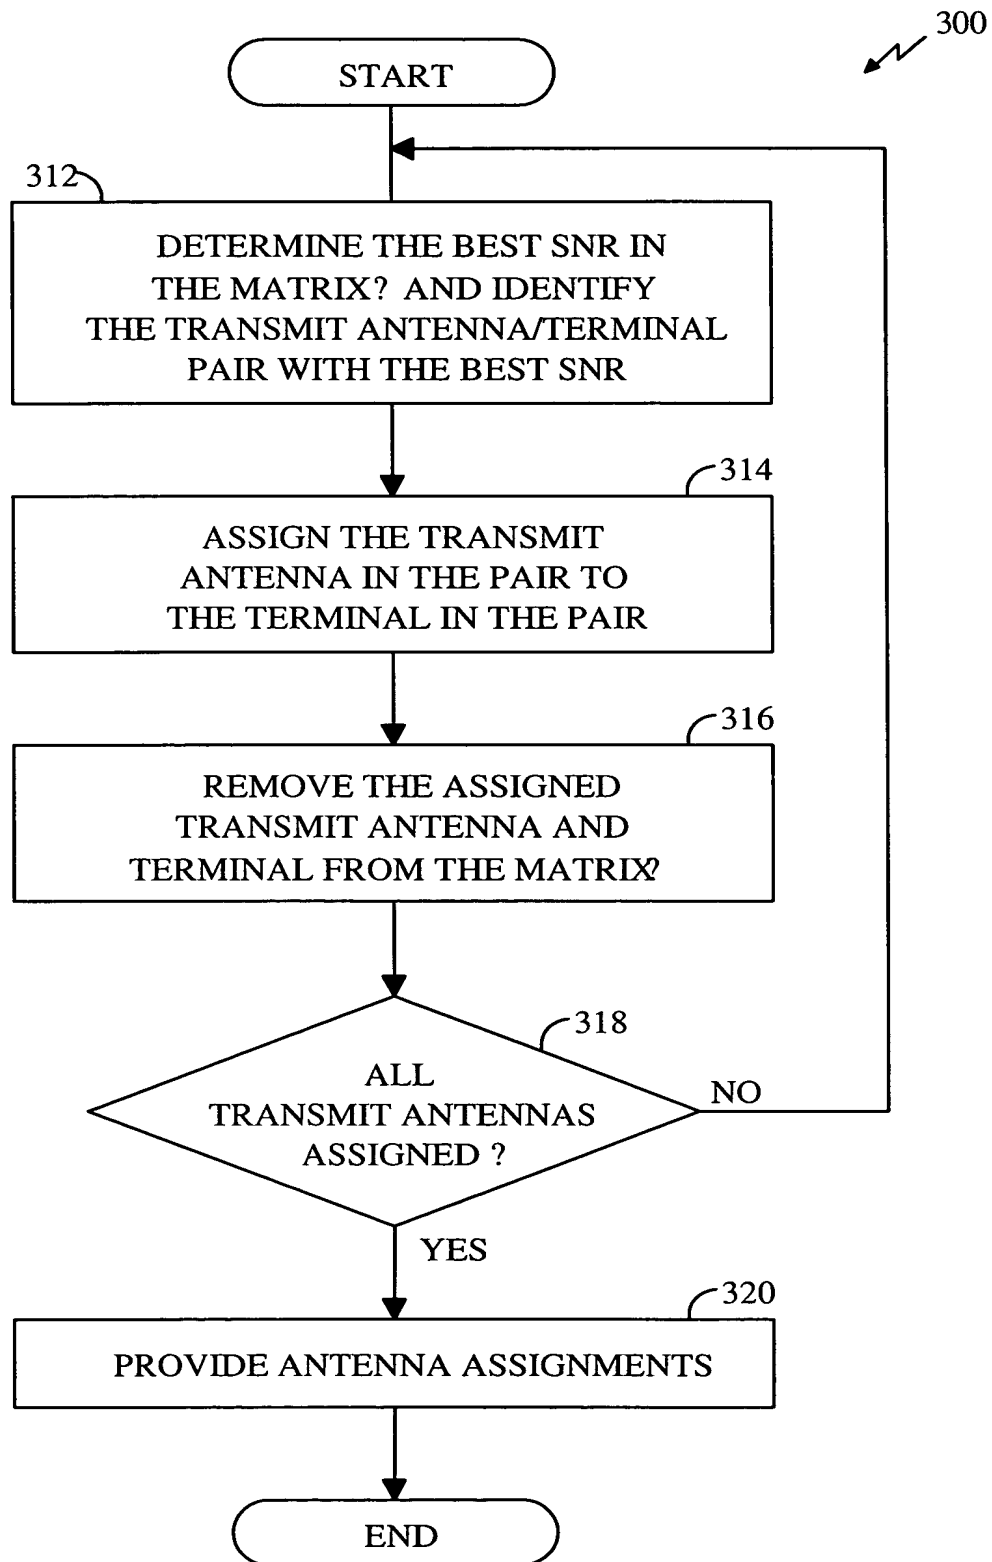 300
START
312
DETERMINE THE BEST SNR IN
THE MATRIX? AND IDENTIFY
THE TRANSMIT ANTENNA/TERMINAL
PAIR WITH THE BEST SNR
314
ASSIGN THE TRANSMIT
ANTENNA IN THE PAIR TO
THE TERMINAL IN THE PAIR
316
REMOVE THE ASSIGNED
TRANSMIT ANTENNA AND
TERMINAL FROM THE MATRIX?
318
ALL
TRANSMIT ANTENNAS
ASSIGNED ?
NO
YES
320
PROVIDE ANTENNA ASSIGNMENTS
END